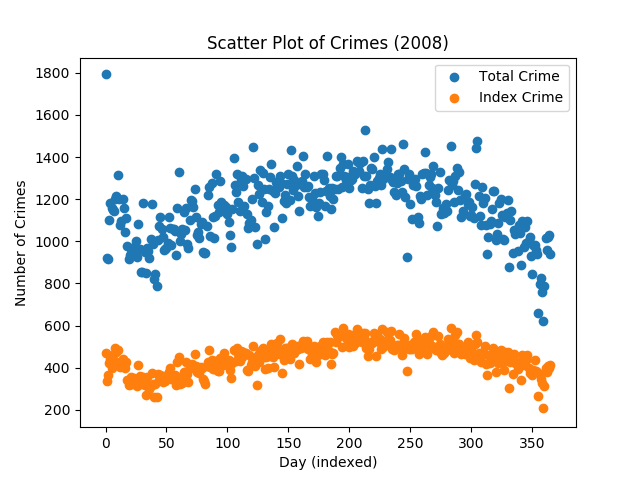 Scatter Plot of Crimes (2008)
Total Crime
Index Crime
Number of Crimes
1800
1600
1400
1200
1000
800
600
400
200
0 50 100 150 200 250 300 350
Day (indexed)